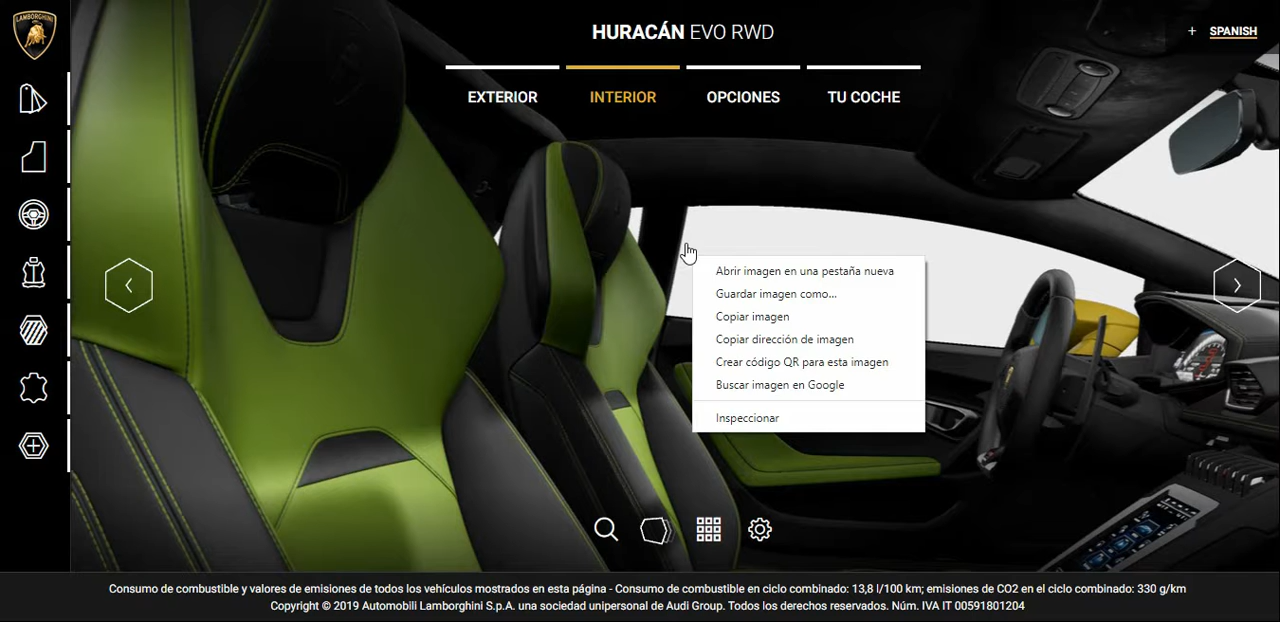 LAMBORGHINI
HURACÁN EVO RWD
+ SPANISH
EXTERIOR
INTERIOR
OPCIONES
TU COCHE
Abrir imagen en una pestaña nueva
Guardar imagen como...
Copiar imagen
Copiar dirección de imagen
Crear código QR para esta imagen
Buscar imagen en Google
Inspeccionar
Consumo de combustible y valores de emisiones de todos los vehículos mostrados en esta página - Consumo de combustible en ciclo combinado: 13,8 l/100 km; emisiones de CO2 en el ciclo combinado: 330 g/km
Copyright © 2019 Automobili Lamborghini S.p.A. una sociedad unipersonal de Audi Group. Todos los derechos reservados. Núm. IVA IT 00591801204